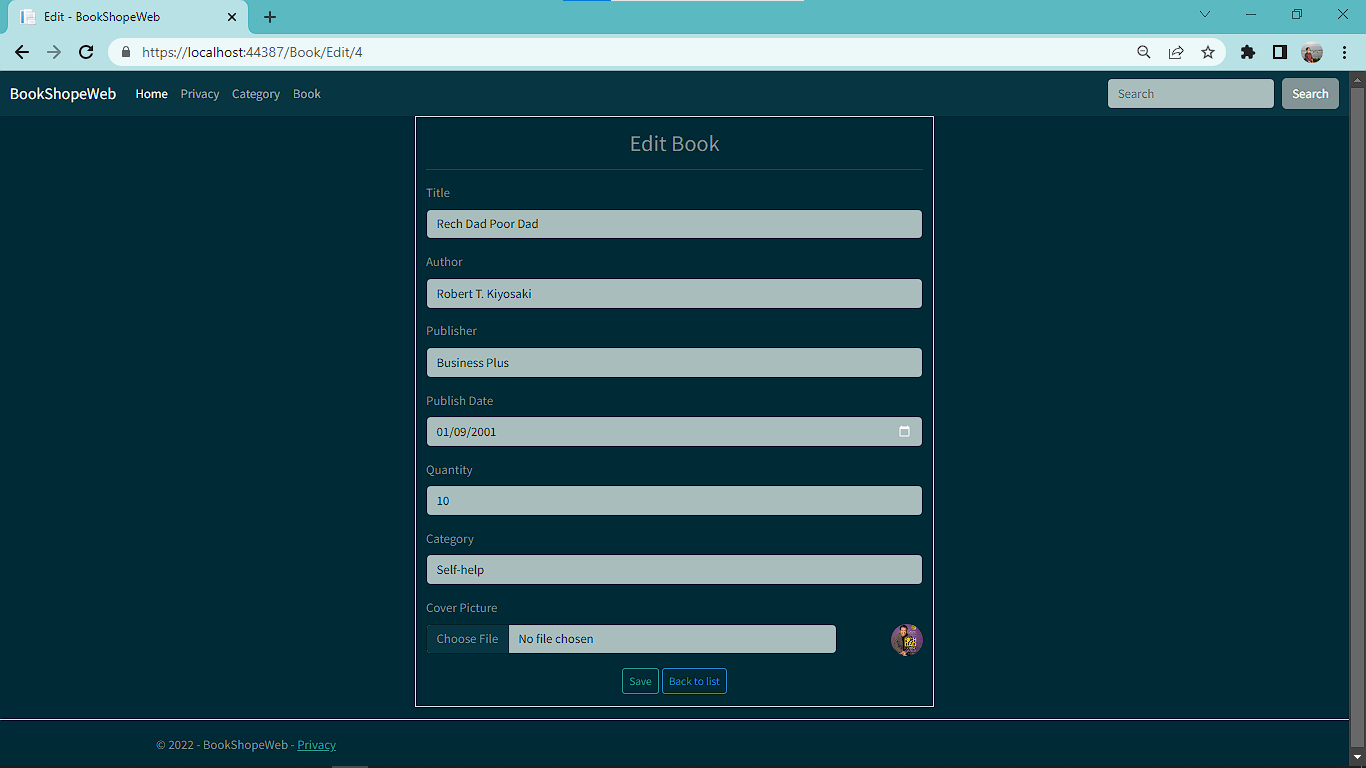 Edit - BookShopeWeb
https://localhost:44387/Book/Edit/4
BookShopeWeb Home Privacy Category Book Search Search
Edit Book
Title
Rech Dad Poor Dad
Author
Robert T. Kiyosaki
Publisher
Business Plus
Publish Date
01/09/2001
Quantity
10
Category
Self-help
Cover Picture
Choose File No file chosen
Save Back to list
© 2022 - BookShopeWeb - Privacy